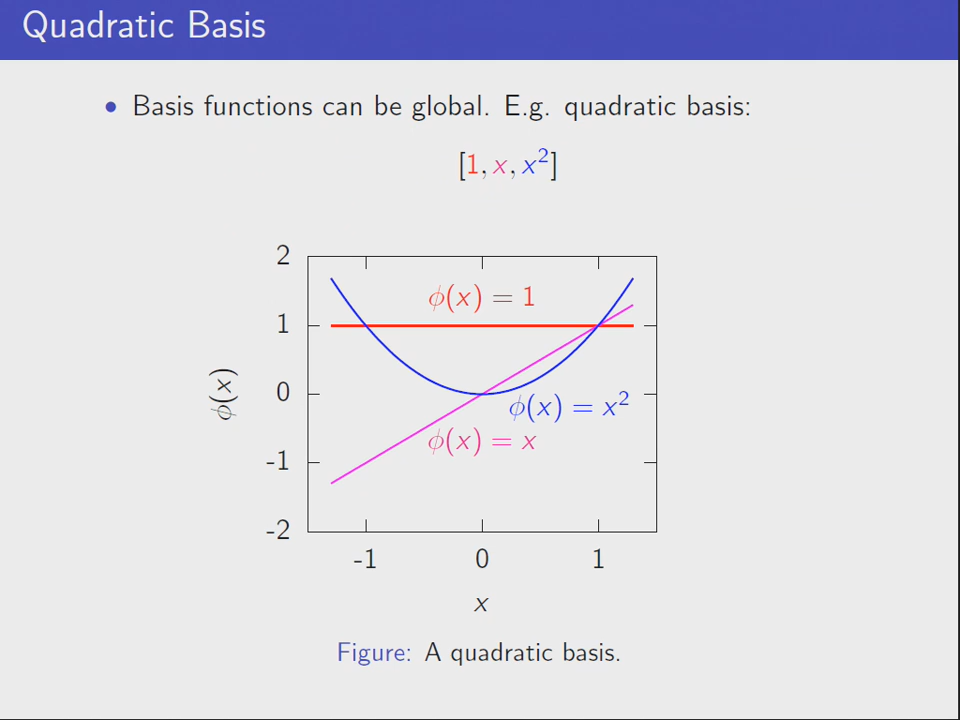 Quadratic Basis
• Basis functions can be global. E.g. quadratic basis:
[1, x, x²]
2
1
0
-1
-2
ϕ(x)
ϕ(x) = 1
ϕ(x) = x²
ϕ(x) = x
-1 0 1
x
Figure: A quadratic basis.